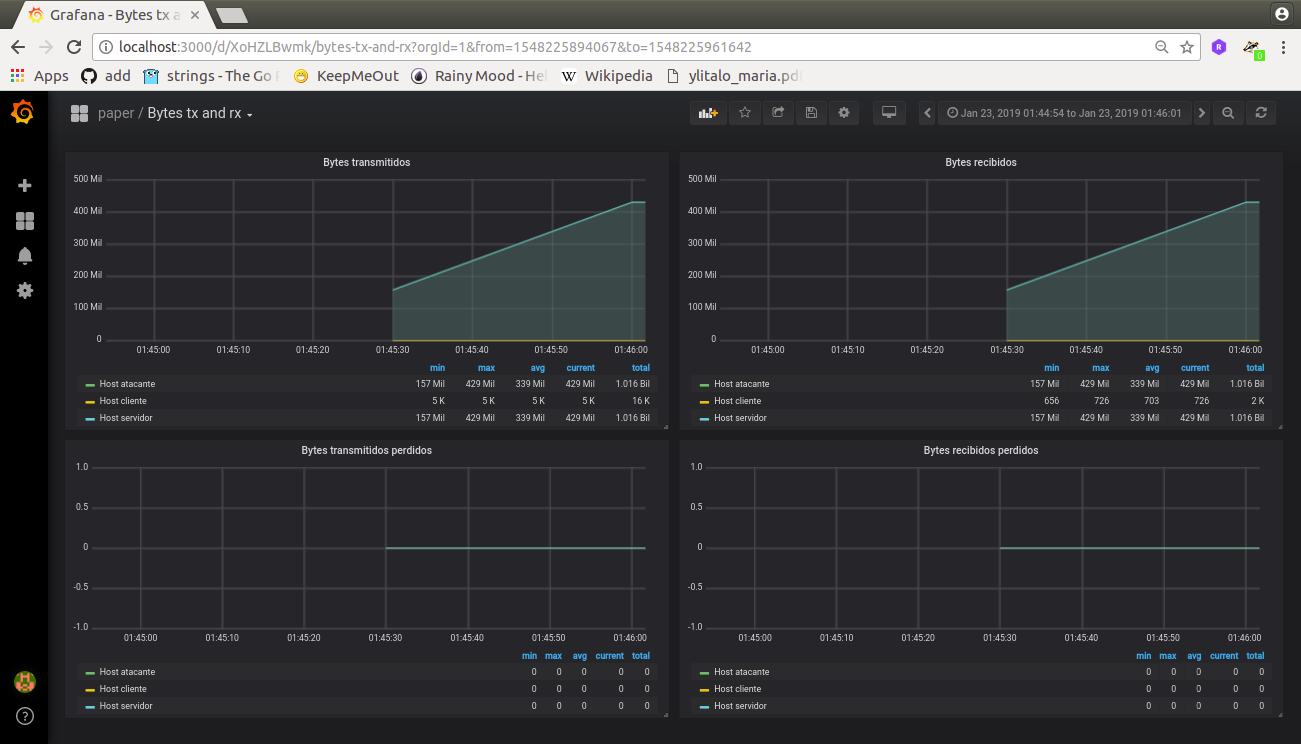 Grafana - Bytes tx a
localhost:3000/d/XoHZLBwmk/bytes-tx-and-rx?orgId=1&from=1548225894067&to=1548225961642
Apps add strings - The Go P KeepMeOut Rainy Mood - Hel Wikipedia ylitalo_maria.pdf
paper / Bytes tx and rx
Jan 23, 2019 01:44:54 to Jan 23, 2019 01:46:01
Bytes transmitidos
500 Mil
400 Mil
300 Mil
200 Mil
100 Mil
0
01:45:00 01:45:10 01:45:20 01:45:30 01:45:40 01:45:50 01:46:00
min max avg current total
Host atacante 157 Mil 429 Mil 339 Mil 429 Mil 1.016 Bil
Host cliente 5 K 5 K 5 K 5 K 16 K
Host servidor 157 Mil 429 Mil 339 Mil 429 Mil 1.016 Bil
Bytes recibidos
500 Mil
400 Mil
300 Mil
200 Mil
100 Mil
0
01:45:00 01:45:10 01:45:20 01:45:30 01:45:40 01:45:50 01:46:00
min max avg current total
Host atacante 157 Mil 429 Mil 339 Mil 429 Mil 1.016 Bil
Host cliente 656 726 703 726 2 K
Host servidor 157 Mil 429 Mil 339 Mil 429 Mil 1.016 Bil
Bytes transmitidos perdidos
1.0
0.5
0
-0.5
-1.0
01:45:00 01:45:10 01:45:20 01:45:30 01:45:40 01:45:50 01:46:00
min max avg current total
Host atacante 0 0 0 0 0
Host cliente 0 0 0 0 0
Host servidor 0 0 0 0 0
Bytes recibidos perdidos
1.0
0.5
0
-0.5
-1.0
01:45:00 01:45:10 01:45:20 01:45:30 01:45:40 01:45:50 01:46:00
min max avg current total
Host atacante 0 0 0 0 0
Host cliente 0 0 0 0 0
Host servidor 0 0 0 0 0